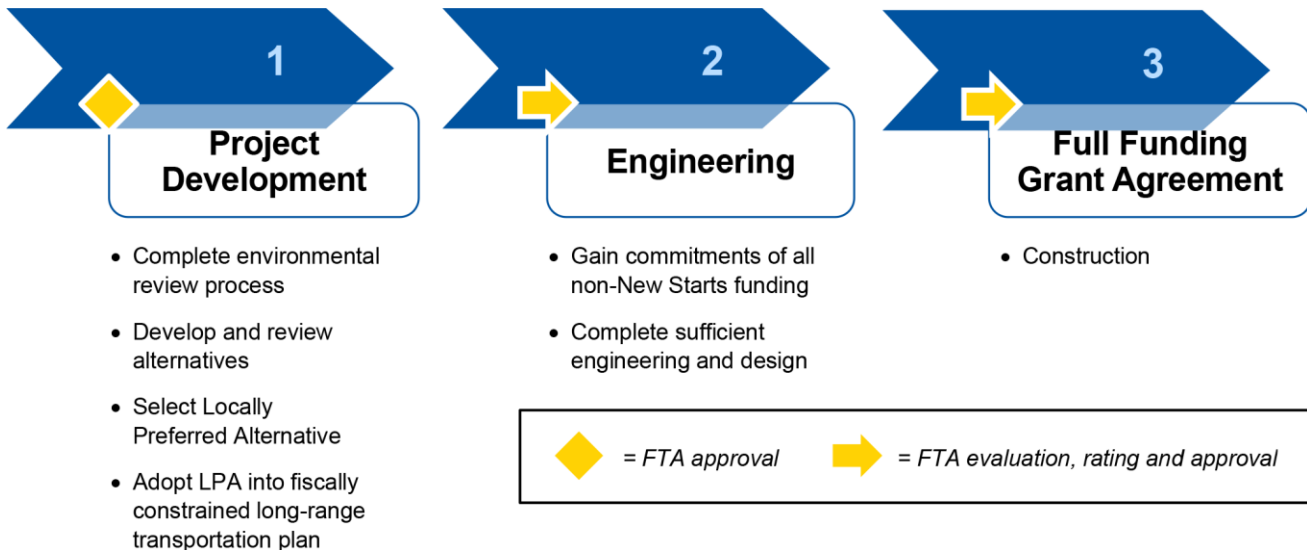 1
Project
Development
• Complete environmental
review process
• Develop and review
alternatives
• Select Locally
Preferred Alternative
• Adopt LPA into fiscally
constrained long-range
transportation plan
2
Engineering
• Gain commitments of all
non-New Starts funding
• Complete sufficient
engineering and design
3
Full Funding
Grant Agreement
• Construction
= FTA approval
= FTA evaluation, rating and approval